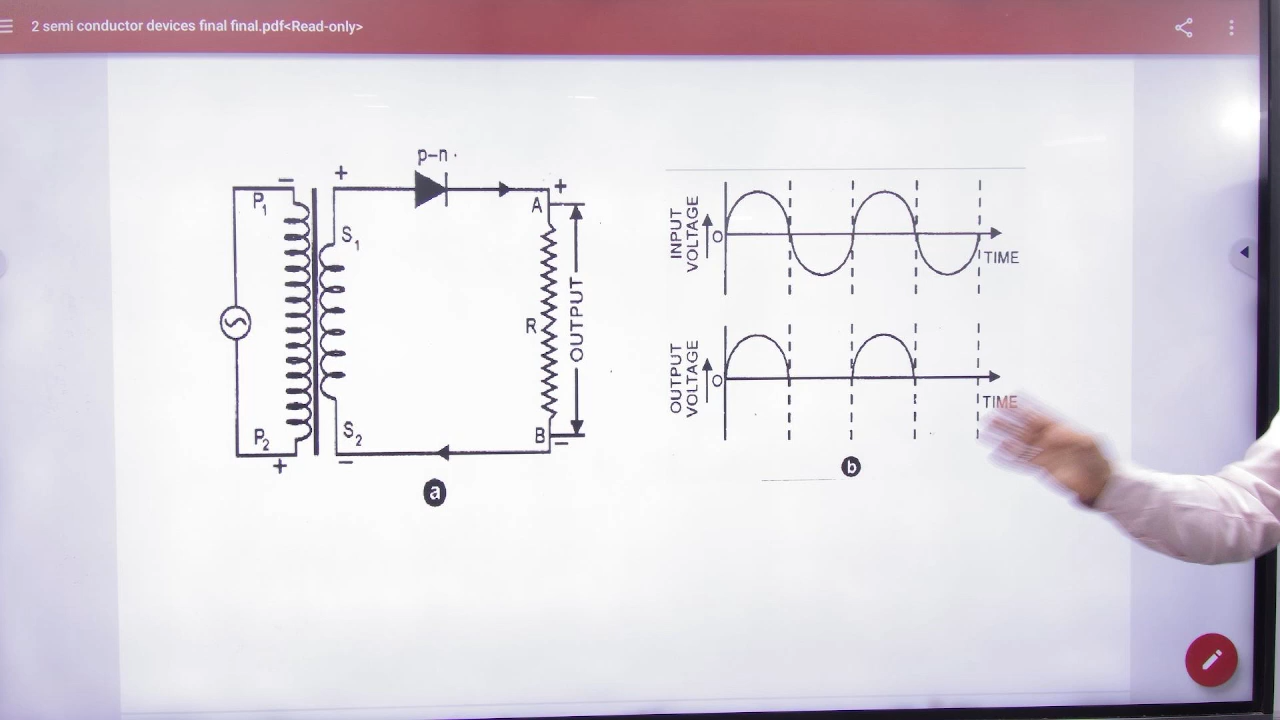 2 semi conductor devices final final.pdf<Read-only>
p-n
− + +
P1
A
S1
R
OUTPUT
P2
S2
B
+ − −
a
INPUT
VOLTAGE
O
TIME
OUTPUT
VOLTAGE
O
TIME
b